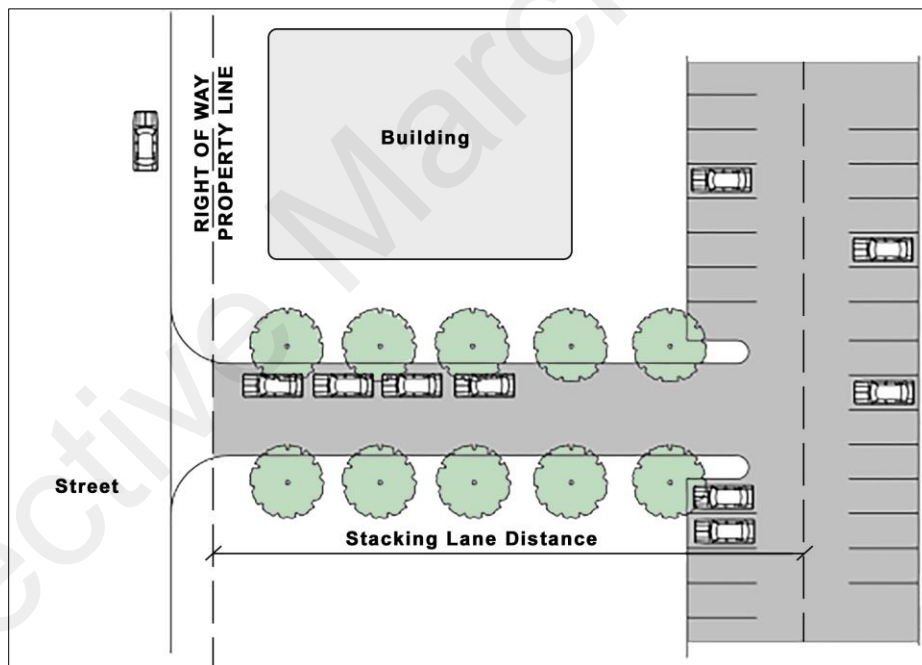 RIGHT OF WAY
PROPERTY LINE
Building
Street
Stacking Lane Distance